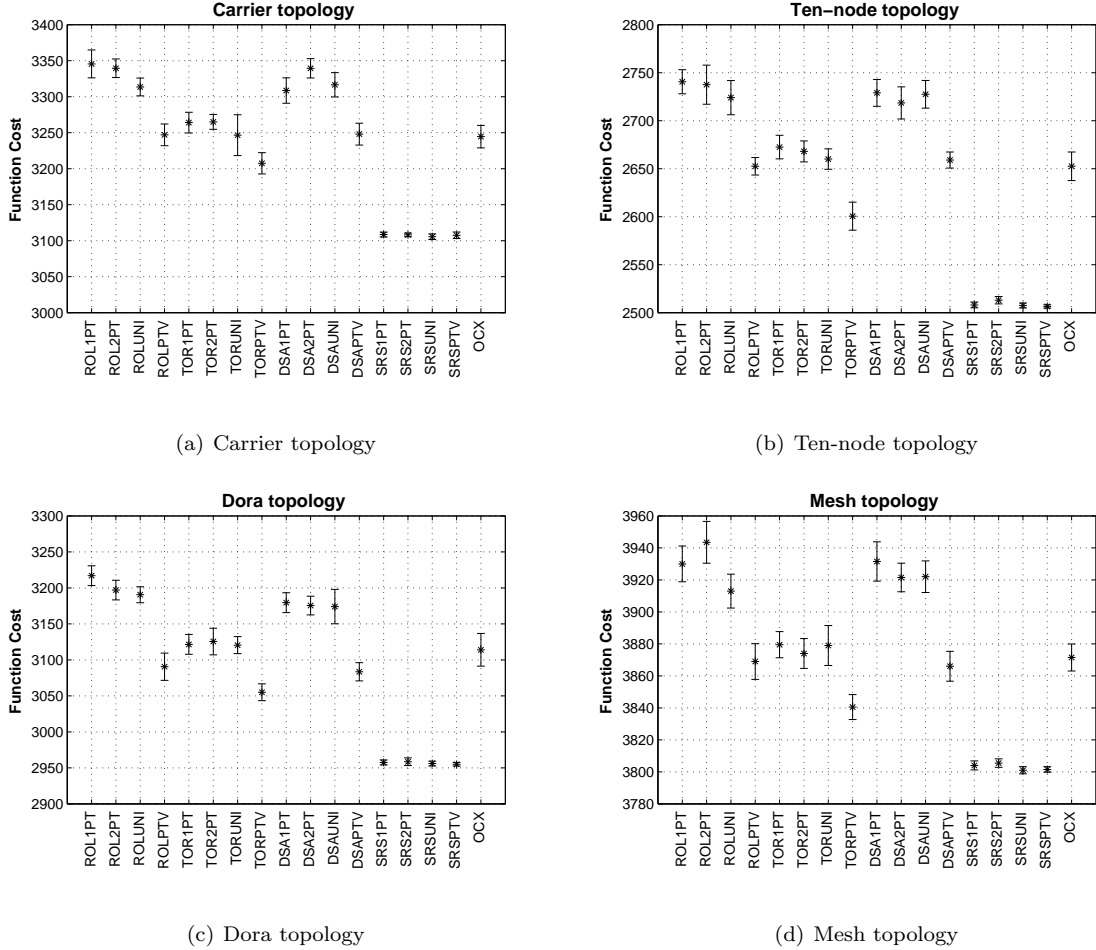 Carrier topology
3400
3350
3300
3250
3200
3150
3100
3050
3000
Function Cost
ROL1PT
ROL2PT
ROLUNI
ROLPTV
TOR1PT
TOR2PT
TORUNI
TORPTV
DSA1PT
DSA2PT
DSAUNI
DSAPTV
SRS1PT
SRS2PT
SRSUNI
SRSPTV
OCX
(a) Carrier topology
Ten−node topology
2800
2750
2700
2650
2600
2550
2500
Function Cost
ROL1PT
ROL2PT
ROLUNI
ROLPTV
TOR1PT
TOR2PT
TORUNI
TORPTV
DSA1PT
DSA2PT
DSAUNI
DSAPTV
SRS1PT
SRS2PT
SRSUNI
SRSPTV
OCX
(b) Ten-node topology
Dora topology
3300
3250
3200
3150
3100
3050
3000
2950
2900
Function Cost
ROL1PT
ROL2PT
ROLUNI
ROLPTV
TOR1PT
TOR2PT
TORUNI
TORPTV
DSA1PT
DSA2PT
DSAUNI
DSAPTV
SRS1PT
SRS2PT
SRSUNI
SRSPTV
OCX
(c) Dora topology
Mesh topology
3960
3940
3920
3900
3880
3860
3840
3820
3800
3780
Function Cost
ROL1PT
ROL2PT
ROLUNI
ROLPTV
TOR1PT
TOR2PT
TORUNI
TORPTV
DSA1PT
DSA2PT
DSAUNI
DSAPTV
SRS1PT
SRS2PT
SRSUNI
SRSPTV
OCX
(d) Mesh topology